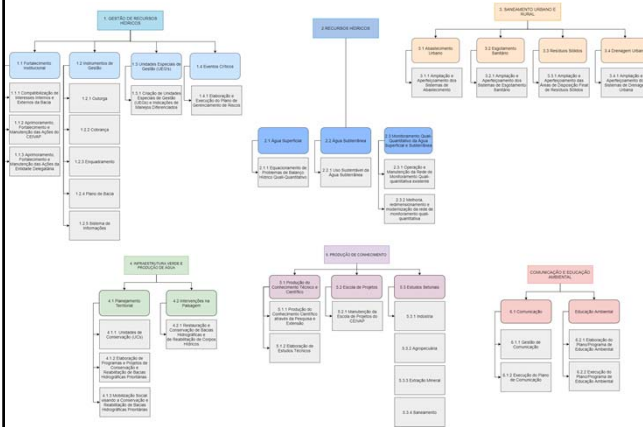 1. GESTÃO DE RECURSOS
HÍDRICOS
1.1 Fortalecimento
Institucional
1.2 Instrumentos de
Gestão
1.3 Unidades Especiais de
Gestão (UEGs)
1.4 Eventos Críticos
1.1.1 Compatibilização de
Interesses Internos e
Externos da Bacia
1.1.2 Aprimoramento
Fortalecimento e
Manutenção das Ações do
CEIVAP
1.1.3 Aprimoramento
Fortalecimento e
Manutenção das Ações da
Entidade Delegatária
1.2.1 Outorga
1.2.2 Cobrança
1.2.3 Enquadramento
1.2.4 Plano de Bacia
1.2.5 Sistema de
Informações
1.3.1 Criação de Unidades
Especiais de Gestão
(UEGs) e Indicações de
Manejos Diferenciados
1.4.1 Elaboração e
Execução do Plano de
Gerenciamento de Riscos
2 RECURSOS HÍDRICOS
2.1 Água Superficial
2.2 Água Subterrânea
2.3 Monitoramento Quali-
Quantitativo da Água
Superficial e Subterrânea
2.1.1 Equacionamento de
Problemas de Balanço
Hídrico Quali-Quantitativo
2.2.1 Uso Sustentável da
Água Subterrânea
2.3.1 Operação e
Manutenção da Rede de
Monitoramento Quali-
quantitativa existente
2.3.2 Melhoria,
redimensionamento e
modernização da rede de
monitoramento quali-
quantitativa
3. SANEAMENTO URBANO E
RURAL
3.1 Abastecimento
Urbano
3.2 Esgotamento
Sanitário
3.3 Resíduos Sólidos
3.4 Drenagem Urbana
3.1.1 Ampliação e
Aperfeiçoamento dos
Sistemas de
Abastecimento
3.2.1 Ampliação e
Aperfeiçoamento dos
Sistemas de Esgotamento
Sanitário
3.3.1 Ampliação e
Aperfeiçoamento das
Áreas de Disposição Final
de Resíduos Sólidos
3.4.1 Ampliação e
Aperfeiçoamento dos
Sistemas de Drenagem
Urbana
4. INFRAESTRUTURA VERDE E
PRODUÇÃO DE ÁGUA
4.1 Planejamento
Territorial
4.2 Intervenções na
Paisagem
4.1.1. Unidades de
Conservação (UCs)
4.1.2 Elaboração de
Programas e Projetos de
Conservação e
Reabilitação de Bacias
Hidrográficas Prioritárias
4.1.3 Mobilização Social
visando a Conservação e
Reabilitação de Bacias
Hidrográficas Prioritárias
4.2.1 Restauração e
Conservação de Bacias
Hidrográficas e
de Reabilitação de Corpos
Hídricos
5. PRODUÇÃO DE CONHECIMENTO
5.1 Produção do
Conhecimento Técnico e
Científico
5.2 Escola de Projetos
5.3 Estudos Setoriais
5.1.1 Produção do
Conhecimento Científico
através da Pesquisa e
Extensão
5.1.2 Elaboração de
Estudos Técnicos
5.2.1 Manutenção da
Escola de Projetos do
CEIVAP
5.3.1 Indústria
5.3.2 Agropecuária
5.3.3 Extração Mineral
5.3.4 Saneamento
COMUNICAÇÃO E EDUCAÇÃO
AMBIENTAL
6.1 Comunicação
Educação Ambiental
6.1.1 Gestão de
Comunicação
6.1.2 Execução do Plano
de Comunicação
6.2.1 Elaboração do
Plano/Programa de
Educação Ambiental
6.2.2 Execução do
Plano/Programa de
Educação Ambiental